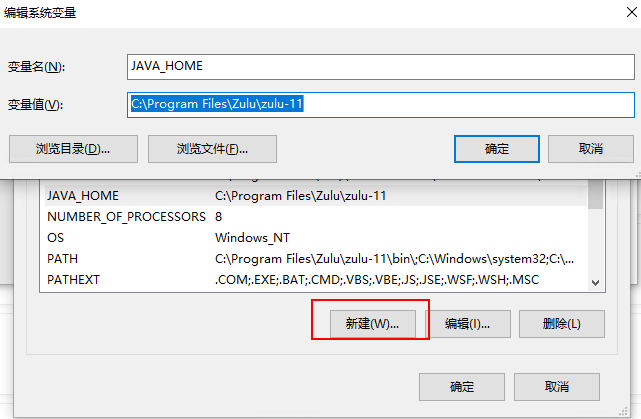 编辑系统变量
变量名(N): JAVA_HOME
变量值(V): C:\Program Files\Zulu\zulu-11
浏览目录(D)... 浏览文件(F)... 确定 取消
JAVA_HOME C:\Program Files\Zulu\zulu-11
NUMBER_OF_PROCESSORS 8
OS Windows_NT
PATH C:\Program Files\Zulu\zulu-11\bin\;C:\Windows\system32;C:\...
PATHEXT .COM;.EXE;.BAT;.CMD;.VBS;.VBE;.JS;.JSE;.WSF;.WSH;.MSC
新建(W)... 编辑(I)... 删除(L)
确定 取消